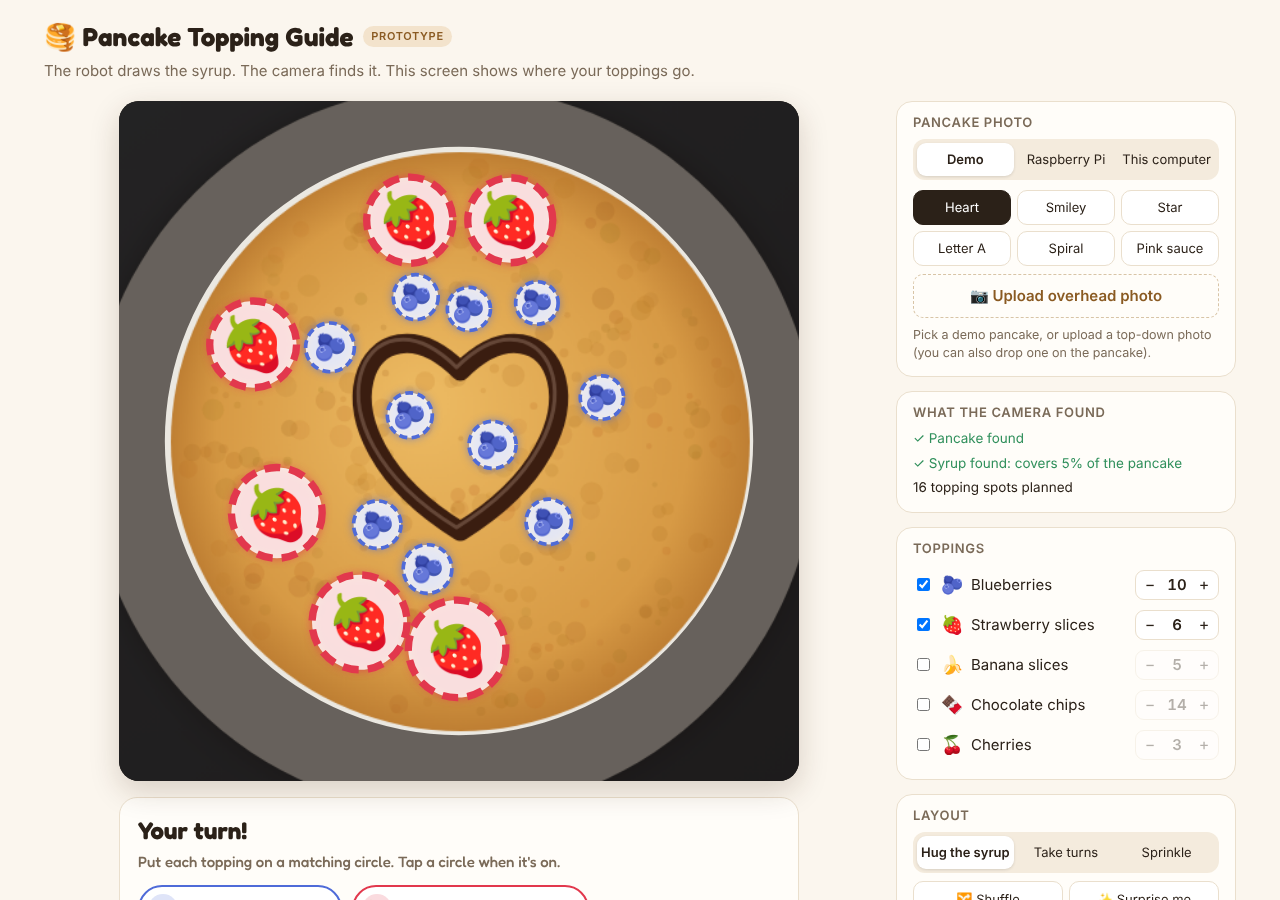 Pancake Topping Guide PROTOTYPE
The robot draws the syrup. The camera finds it. This screen shows where your toppings go.
Your turn!
Put each topping on a matching circle. Tap a circle when it's on.
PANCAKE PHOTO
Demo Raspberry Pi This computer
Heart Smiley Star
Letter A Spiral Pink sauce
Upload overhead photo
Pick a demo pancake, or upload a top-down photo
(you can also drop one on the pancake).
WHAT THE CAMERA FOUND
✓ Pancake found
✓ Syrup found: covers 5% of the pancake
16 topping spots planned
TOPPINGS
Blueberries − 10 +
Strawberry slices − 6 +
Banana slices − 5 +
Chocolate chips − 14 +
Cherries − 3 +
LAYOUT
Hug the syrup Take turns Sprinkle
Shuffle Surprise me